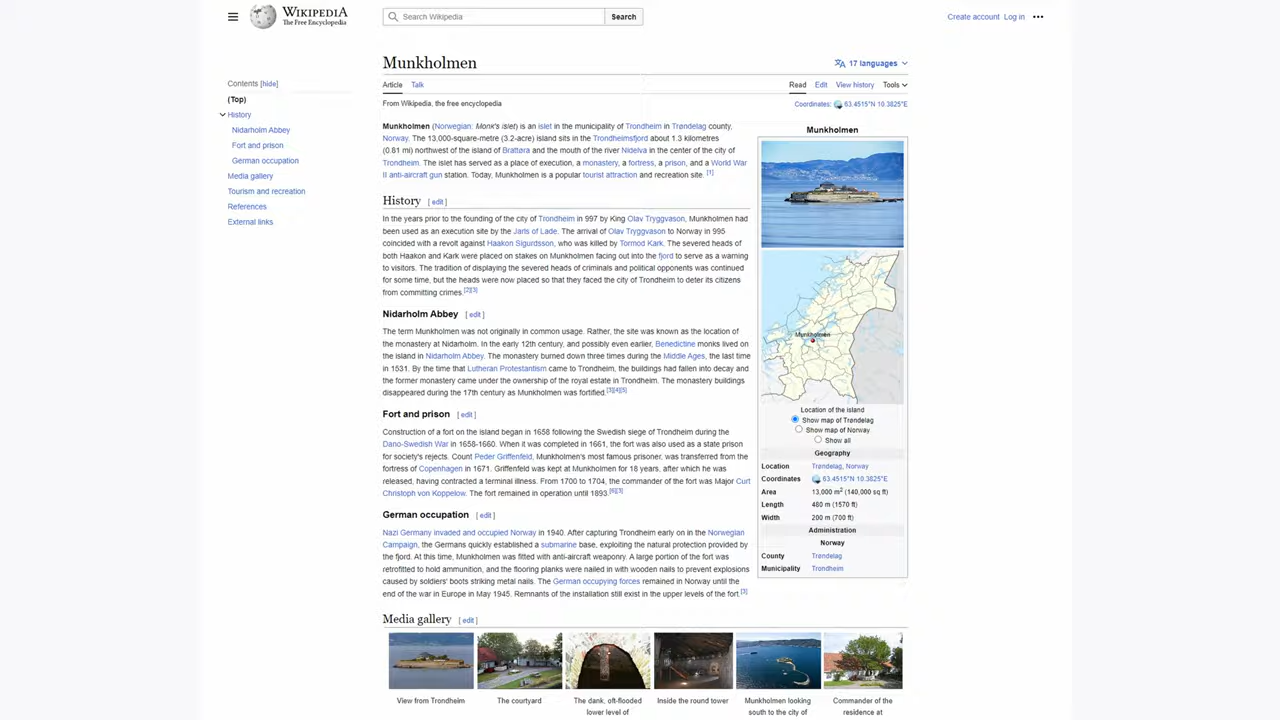 WIKIPEDIA
The Free Encyclopedia
Search Wikipedia
Search
Create account Log in
Munkholmen
17 languages
Article Talk
Read Edit View history Tools
From Wikipedia, the free encyclopedia
Coordinates: 63.4515°N 10.3825°E
Contents [hide]
(Top)
History
Nidarholm Abbey
Fort and prison
German occupation
Media gallery
Tourism and recreation
References
External links
Munkholmen (Norwegian: Monk's islet) is an islet in the municipality of Trondheim in Trøndelag county,
Norway. The 13,000-square-metre (3.2-acre) island sits in the Trondheimsfjord about 1.3 kilometres
(0.81 mi) northwest of the island of Brattøra and the mouth of the river Nidelva in the city of
Trondheim. The islet has served as a place of execution, a monastery, a fortress, a prison, and a World War
II anti-aircraft gun station. Today, Munkholmen is a popular tourist attraction and recreation site. [1]
History [ edit ]
In the years prior to the founding of the city of Trondheim in 997 by King Olav Tryggvason, Munkholmen had
been used as an execution site by the Jarls of Lade. The arrival of Olav Tryggvason to Norway in 995
coincided with a revolt against Haakon Sigurdsson, who was killed by Tormod Kark. The severed heads of
both Haakon and Kark were placed on stakes on Munkholmen facing out into the fjord to serve as a warning
to visitors. The tradition of displaying the severed heads of criminals and political opponents was continued
for some time, but the heads were now placed so that they faced the city of Trondheim to deter its citizens
from committing crimes.[2][3]
Nidarholm Abbey [ edit ]
The term Munkholmen was not originally in common usage. Rather, the site was known as the location of
the monastery at Nidarholm. In the early 12th century, and possibly even earlier, Benedictine monks lived on
the island in Nidarholm Abbey. The monastery burned down three times during the Middle Ages, the last time
in 1531. By the time that Lutheran Protestantism came to Trondheim, the buildings had fallen into decay and
the former monastery came under the ownership of the royal estate in Trondheim. The monastery buildings
disappeared during the 17th century as Munkholmen was fortified.[3][4][5]
Fort and prison [ edit ]
Construction of a fort on the island began in 1658 following the Swedish siege of Trondheim during the
Dano-Swedish War in 1658-1660. When it was completed in 1661, the fort was also used as a state prison
for society's rejects. Count Peder Griffenfeld, Munkholmen's most famous prisoner, was transferred from the
fortress of Copenhagen in 1671. Griffenfeld was kept at Munkholmen for 18 years, after which he was
released, having contracted a terminal illness. From 1700 to 1704, the commander of the fort was Major Curt
Christoph von Koppelow. The fort remained in operation until 1893.[6][3]
German occupation [ edit ]
Nazi Germany invaded and occupied Norway in 1940. After capturing Trondheim early on in the Norwegian
Campaign, the Germans quickly established a submarine base, exploiting the natural protection provided by
the fjord. At this time, Munkholmen was fitted with anti-aircraft weaponry. A large portion of the fort was
retrofitted to hold ammunition, and the flooring planks were nailed in with wooden nails to prevent explosions
caused by soldiers' boots striking metal nails. The German occupying forces remained in Norway until the
end of the war in Europe in May 1945. Remnants of the installation still exist in the upper levels of the fort.[3]
Media gallery [ edit ]
View from Trondheim
The courtyard
The dank, oft-flooded
lower level of
Inside the round tower
Munkholmen looking
south to the city of
Commander of the
residence at
Munkholmen
Munkholmen
Location of the island
Show map of Trøndelag
Show map of Norway
Show all
Geography
Location Trøndelag, Norway
Coordinates 63.4515°N 10.3825°E
Area 13,000 m2 (140,000 sq ft)
Length 480 m (1570 ft)
Width 200 m (700 ft)
Administration
Norway
County Trøndelag
Municipality Trondheim